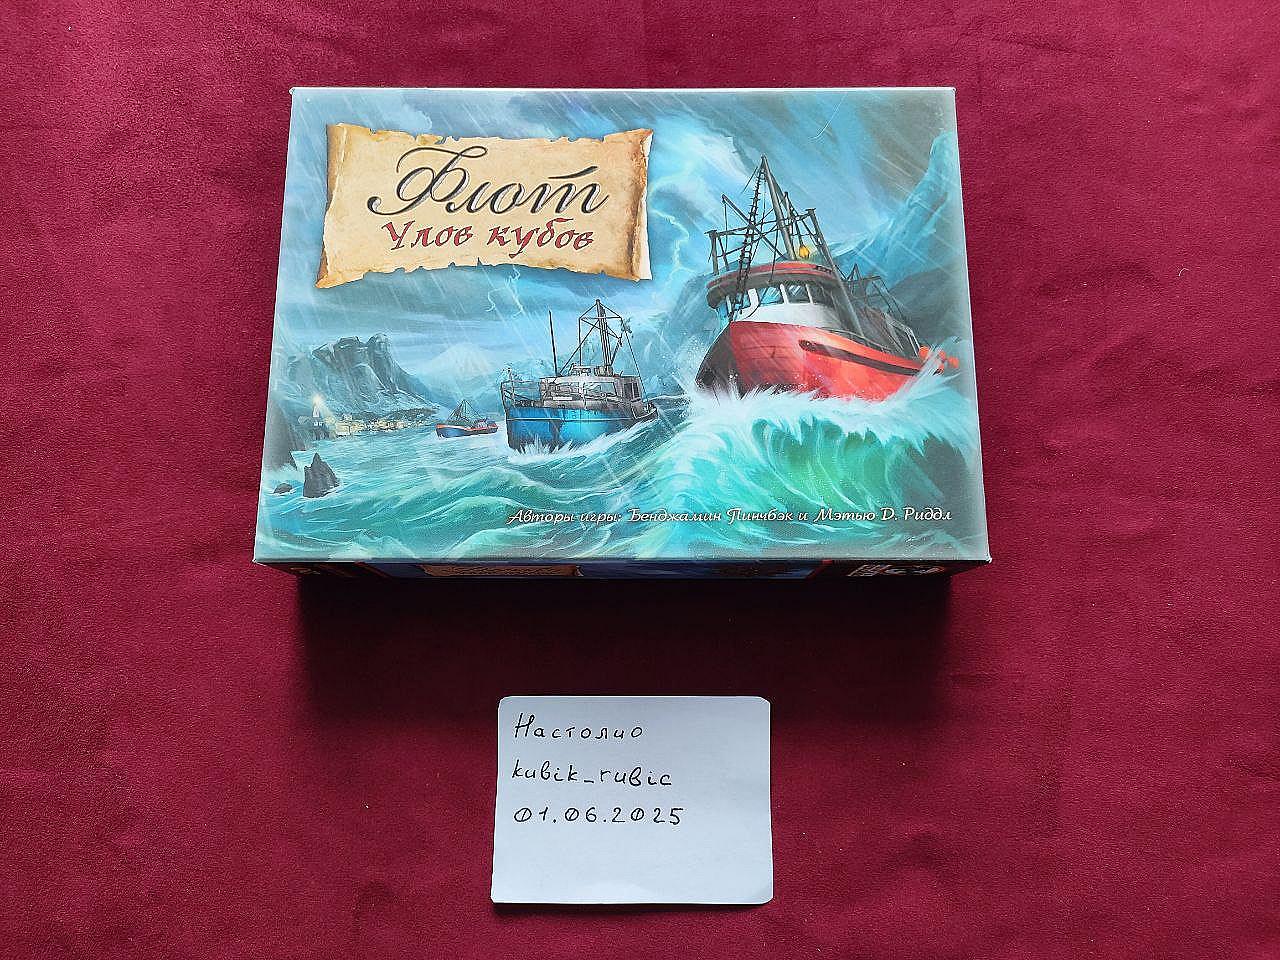 Флот
Улов кубов
Авторы игры: Бенджамин Пинчбэк и Мэтью Д. Риддл
Настолио
kubik_rubic
01.06.2025